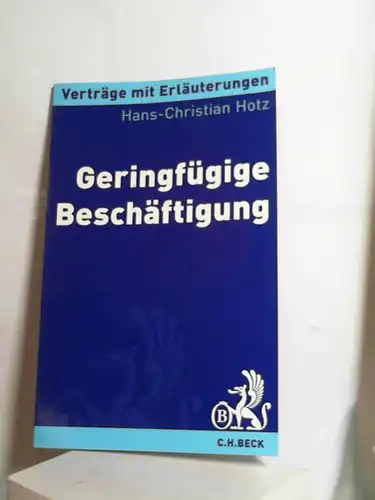 Verträge mit Erläuterungen
Hans-Christian Hotz
Geringfügige
Beschäftigung
B
C.H.BECK